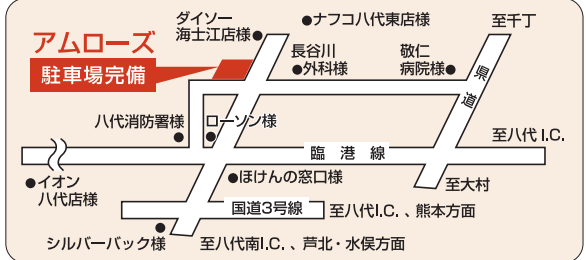 ダイソー
海士江店様
ナフコ八代東店様
至千丁
アムローズ
駐車場完備
長谷川
外科様
敬仁
病院様
県道
八代消防署様
ローソン様
臨港線
至八代 I.C.
イオン
八代店様
ほけんの窓口様
至大村
国道3号線
至八代I.C.、熊本方面
シルバーバック様
至八代南I.C.、芦北・水俣方面